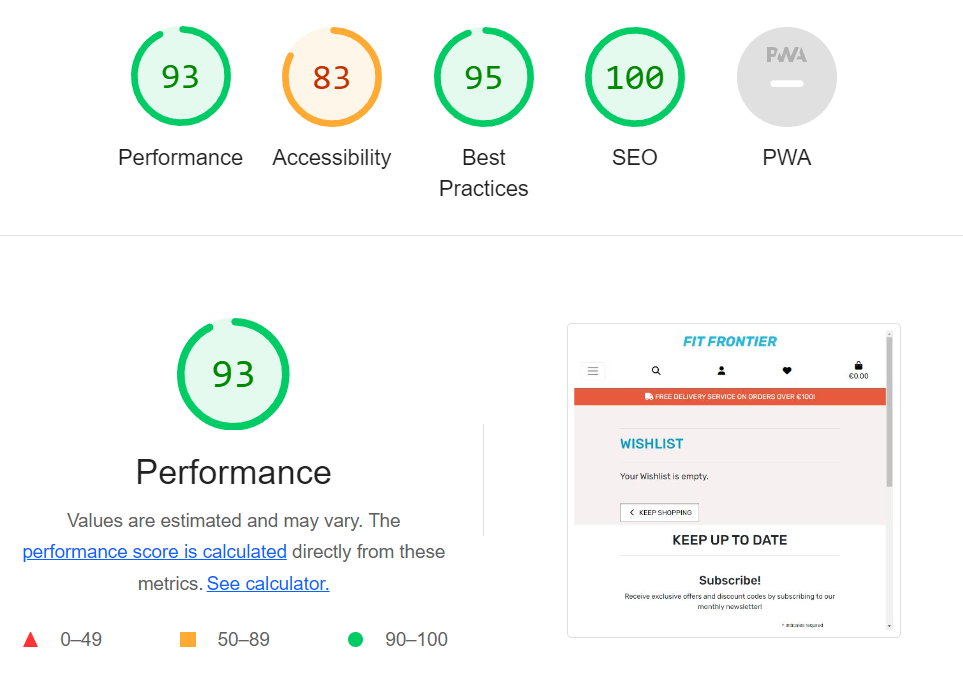 93
83
95
100
PWA
Performance
Accessibility
Best
Practices
SEO
PWA
93
Performance
Values are estimated and may vary. The
performance score is calculated directly from these
metrics. See calculator.
0–49
50–89
90–100
FIT FRONTIER
€0.00
FREE DELIVERY SERVICE ON ORDERS OVER €100!
WISHLIST
Your Wishlist is empty.
KEEP SHOPPING
KEEP UP TO DATE
Subscribe!
Receive exclusive offers and discount codes by subscribing to our
monthly newsletter!
* indicates required